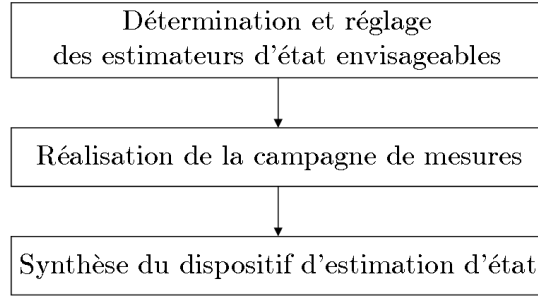 Détermination et réglage
des estimateurs d'état envisageables
Réalisation de la campagne de mesures
Synthèse du dispositif d'estimation d'état